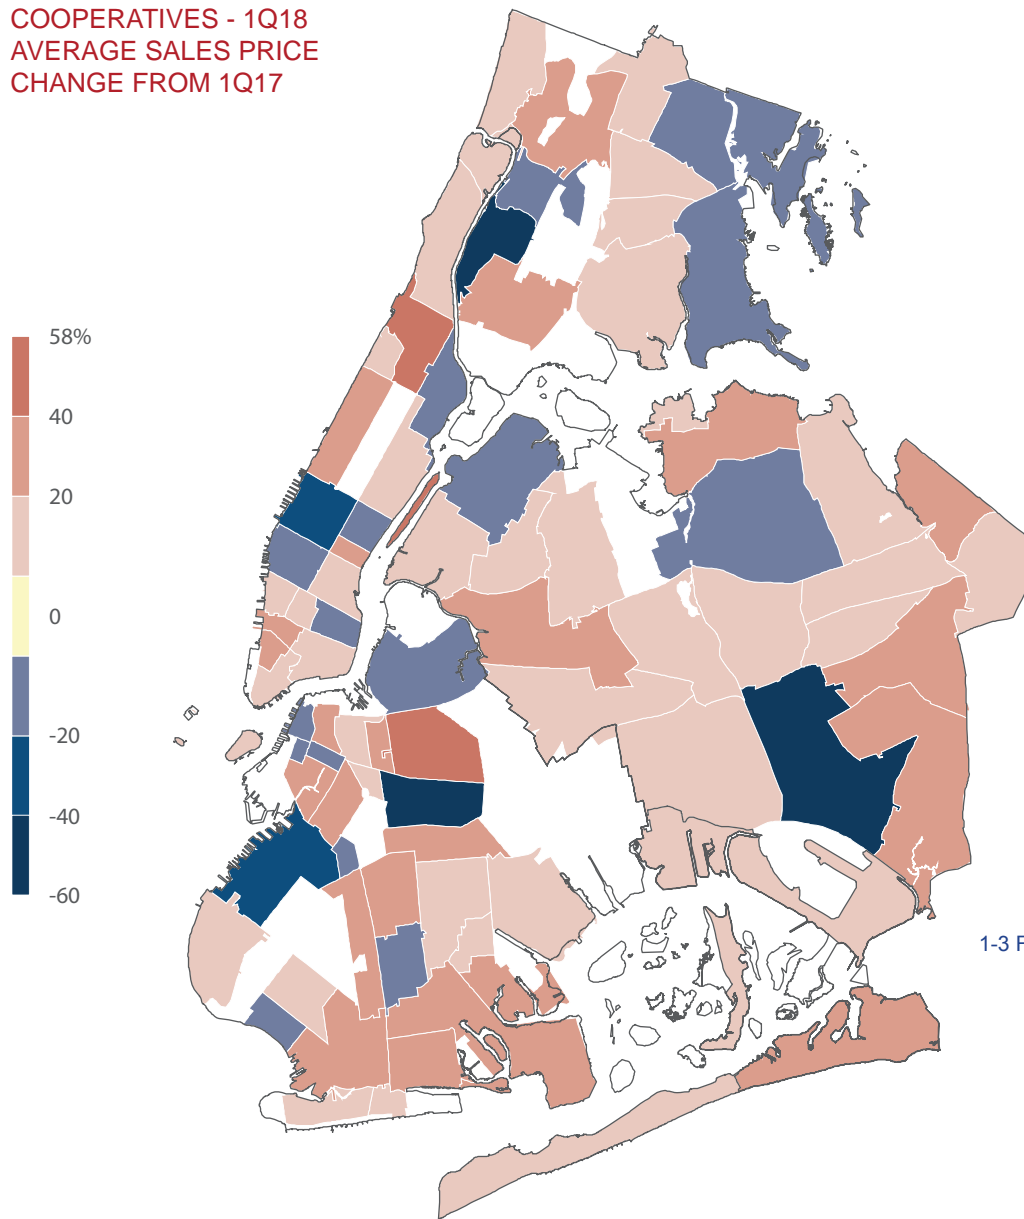 COOPERATIVES - 1Q18
AVERAGE SALES PRICE
CHANGE FROM 1Q17
58%
40
20
0
-20
-40
-60
1-3 F